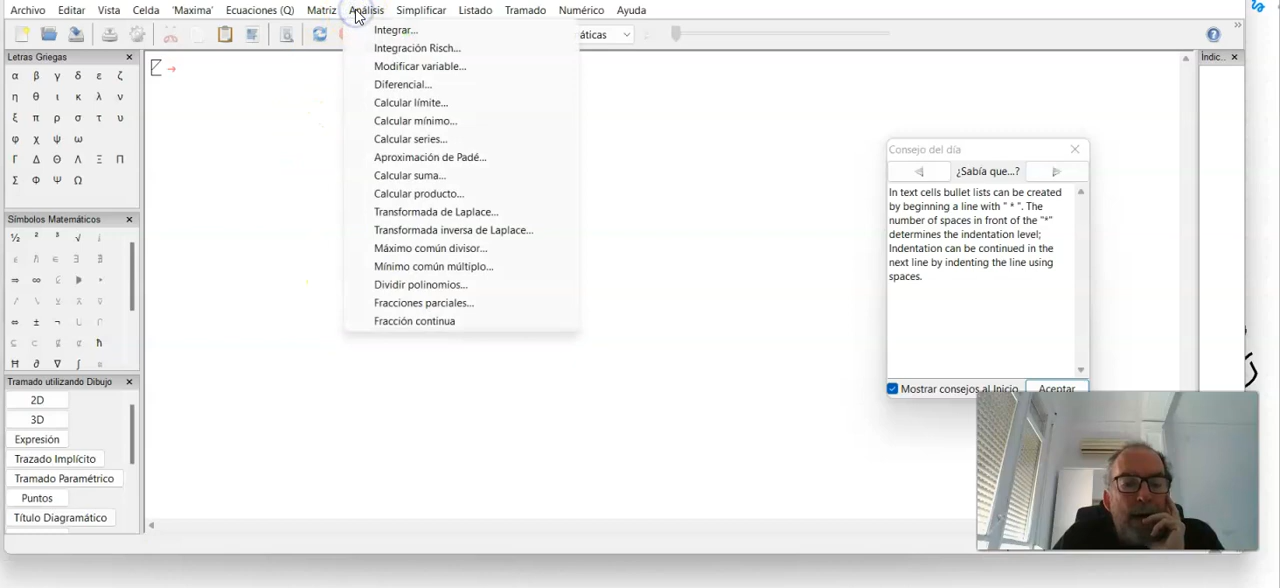 Archivo Editar Vista Celda 'Maxima' Ecuaciones (Q) Matriz Análisis Simplificar Listado Tramado Numérico Ayuda
áticas
Letras Griegas
α β γ δ ε ζ
η θ ι κ λ ν
ξ π ρ σ τ υ
φ χ ψ ω
Γ Δ Θ Λ Ξ Π
Σ Φ Ψ Ω
Símbolos Matemáticos
½ ² ³ √
ħ ∈ ∃ ∄
⇒ ∞
⇔ ± ¬
ħ
Ħ ∂ ∇ ∫
Tramado utilizando Dibujo
2D
3D
Expresión
Trazado Implícito
Tramado Paramétrico
Puntos
Título Diagramático
Integrar...
Integración Risch...
Modificar variable...
Diferencial...
Calcular límite...
Calcular mínimo...
Calcular series...
Aproximación de Padé...
Calcular suma...
Calcular producto...
Transformada de Laplace...
Transformada inversa de Laplace...
Máximo común divisor...
Mínimo común múltiplo...
Dividir polinomios...
Fracciones parciales...
Fracción continua
Consejo del día
¿Sabía que...?
In text cells bullet lists can be created
by beginning a line with " * ". The
number of spaces in front of the "*"
determines the indentation level;
Indentation can be continued in the
next line by indenting the line using
spaces.
Mostrar consejos al Inicio Aceptar
Índic...